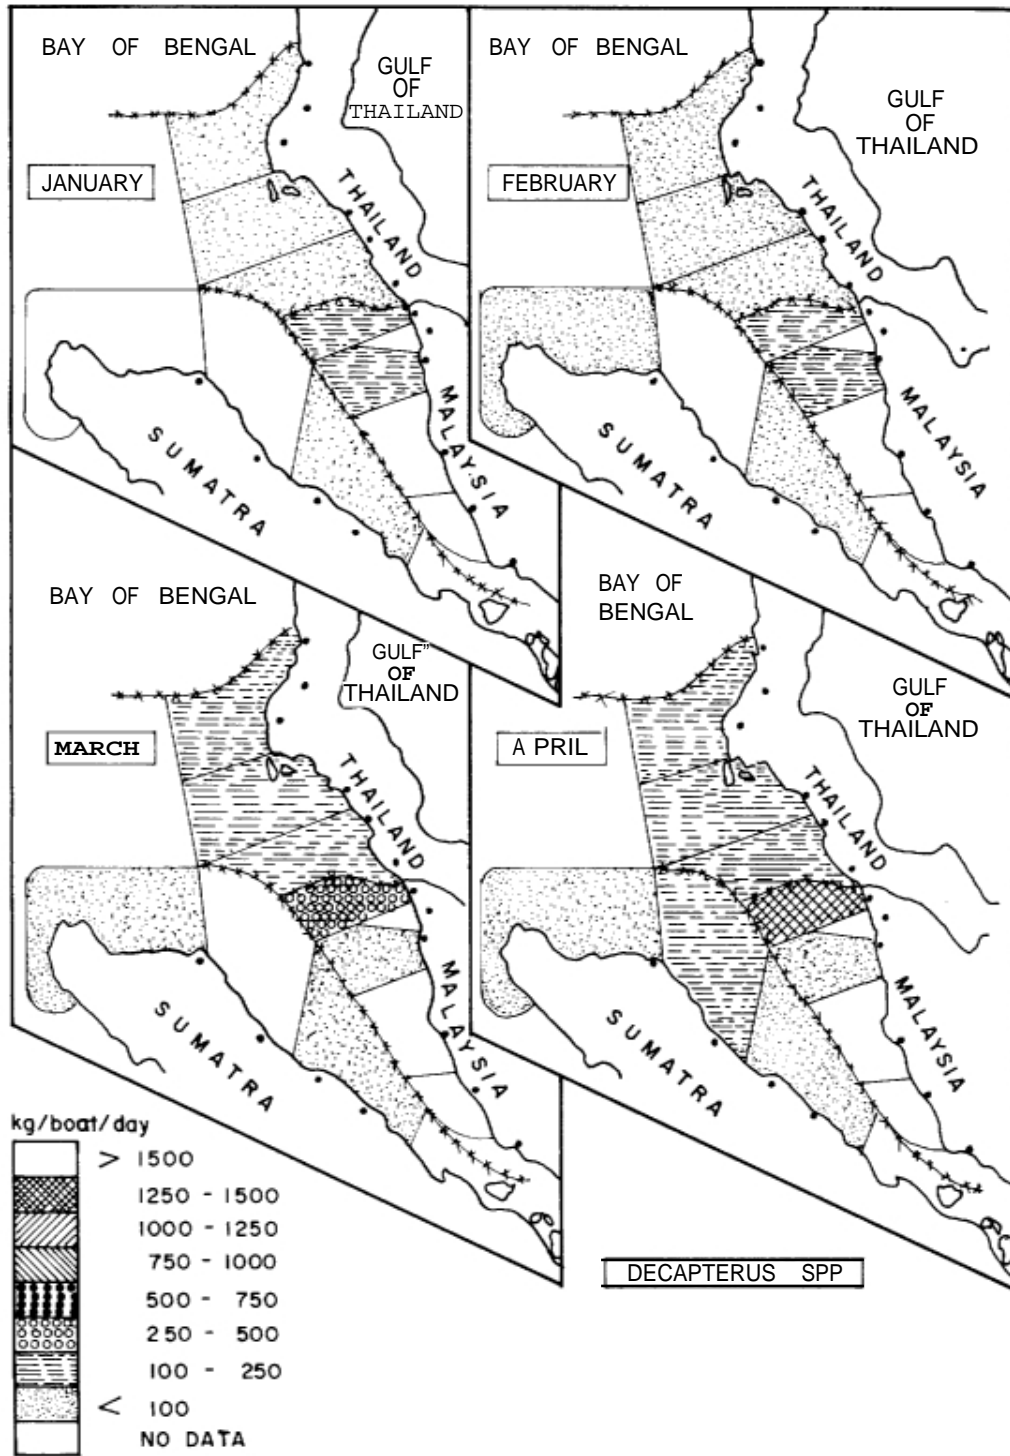 BAY OF BENGAL
GULF
OF
THAILAND
JANUARY
THAILAND
MALAYSIA
SUMATRA
BAY OF BENGAL
GULF
OF
THAILAND
FEBRUARY
THAILAND
MALAYSIA
SUMATRA
BAY OF BENGAL
GULF”
OF
THAILAND
MARCH
THAILAND
MALAYSIA
SUMATRA
BAY OF
BENGAL
GULF
OF
THAILAND
A PRIL
THAILAND
MALAYSIA
SUMATRA
kg/boat/day
> 1500
1250 - 1500
1000 - 1250
750 - 1000
500 - 750
250 - 500
100 - 250
< 100
NO DATA
DECAPTERUS SPP